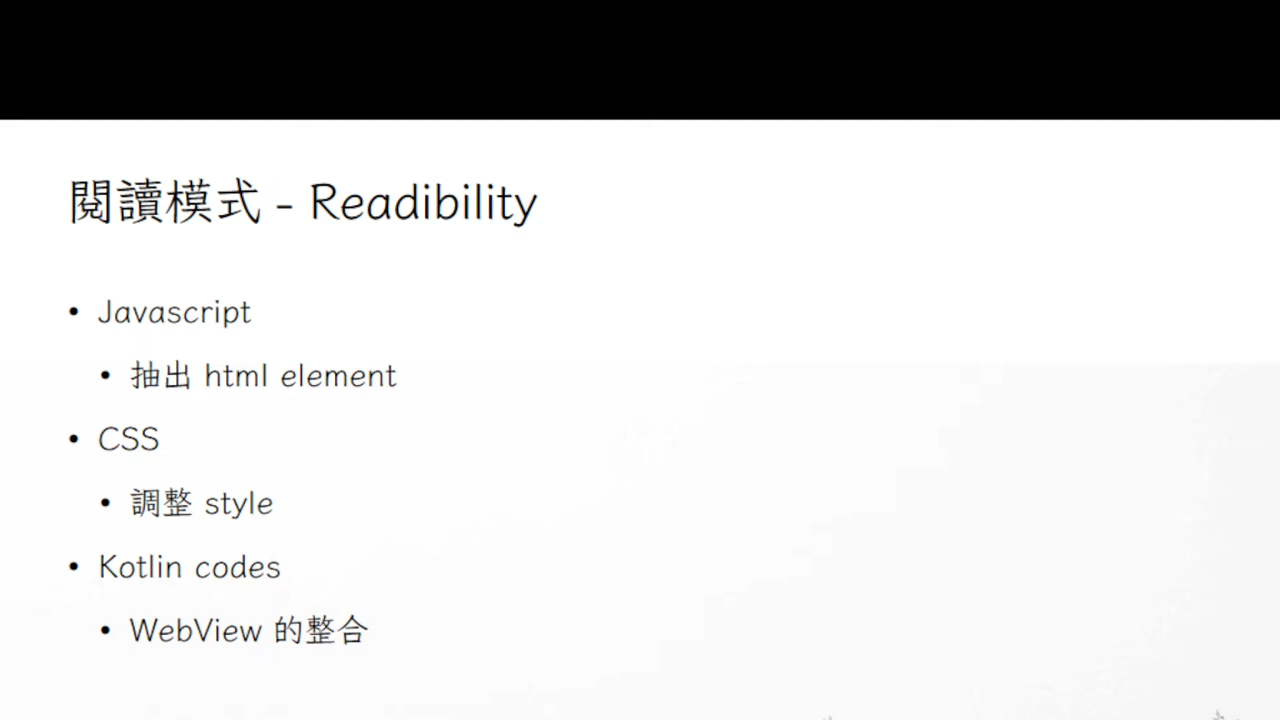 閱讀模式 - Readibility
• Javascript
• 抽出 html element
• CSS
• 調整 style
• Kotlin codes
• WebView 的整合